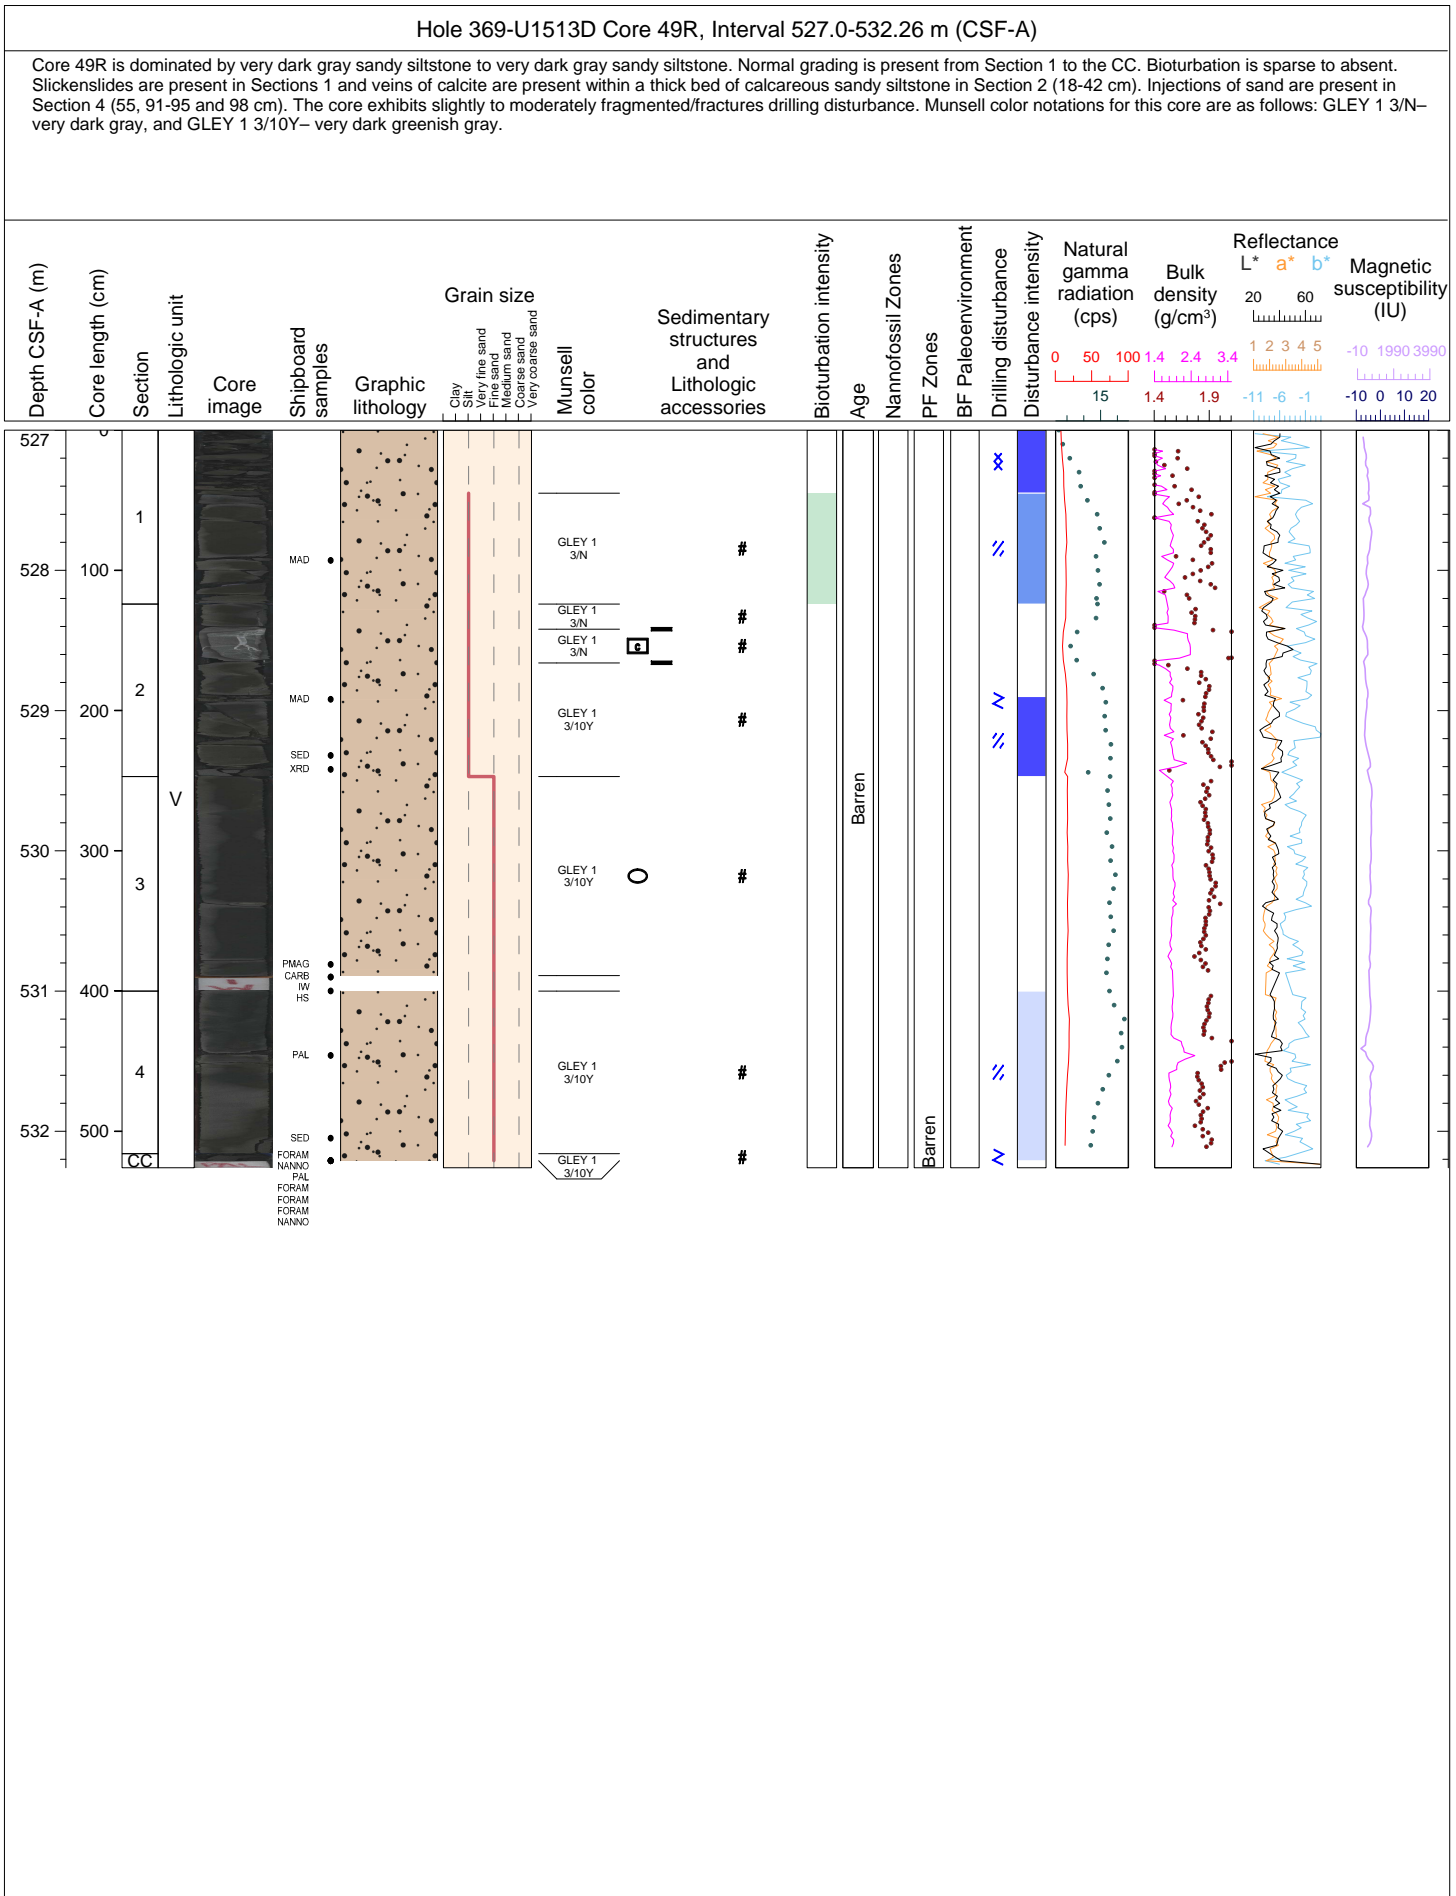 Hole 369-U1513D Core 49R, Interval 527.0-532.26 m (CSF-A)
Core 49R is dominated by very dark gray sandy siltstone to very dark gray sandy siltstone. Normal grading is present from Section 1 to the CC. Bioturbation is sparse to absent.
Slickenslides are present in Sections 1 and veins of calcite are present within a thick bed of calcareous sandy siltstone in Section 2 (18-42 cm). Injections of sand are present in
Section 4 (55, 91-95 and 98 cm). The core exhibits slightly to moderately fragmented/fractures drilling disturbance. Munsell color notations for this core are as follows: GLEY 1 3/N–
very dark gray, and GLEY 1 3/10Y– very dark greenish gray.
Depth CSF-A (m)
Core length (cm)
Section
Lithologic unit
Core
image
Shipboard
samples
Graphic
lithology
Grain size
Clay
Silt
Very fine sand
Fine sand
Medium sand
Coarse sand
Very coarse sand
Munsell
color
Sedimentary
structures
and
Lithologic
accessories
Bioturbation intensity
Age
Nannofossil Zones
PF Zones
BF Paleoenvironment
Drilling disturbance
Disturbance intensity
Natural
gamma
radiation
(cps)
0 50 100
15
Bulk
density
(g/cm³)
1.4 2.4 3.4
1.4 1.9
Reflectance
L* a* b*
20 60
1 2 3 4 5
-11 -6 -1
Magnetic
susceptibility
(IU)
-10 1990 3990
-10 0 10 20
527
528
529
530
531
532
0
100
200
300
400
500
1
2
3
4
CC
V
MAD
MAD
SED
XRD
PMAG
CARB
IW
HS
PAL
SED
FORAM
NANNO
PAL
FORAM
FORAM
FORAM
NANNO
GLEY 1
3/N
GLEY 1
3/N
GLEY 1
3/N
GLEY 1
3/10Y
GLEY 1
3/10Y
GLEY 1
3/10Y
GLEY 1
3/10Y
c
#
#
#
#
#
#
#
Barren
Barren